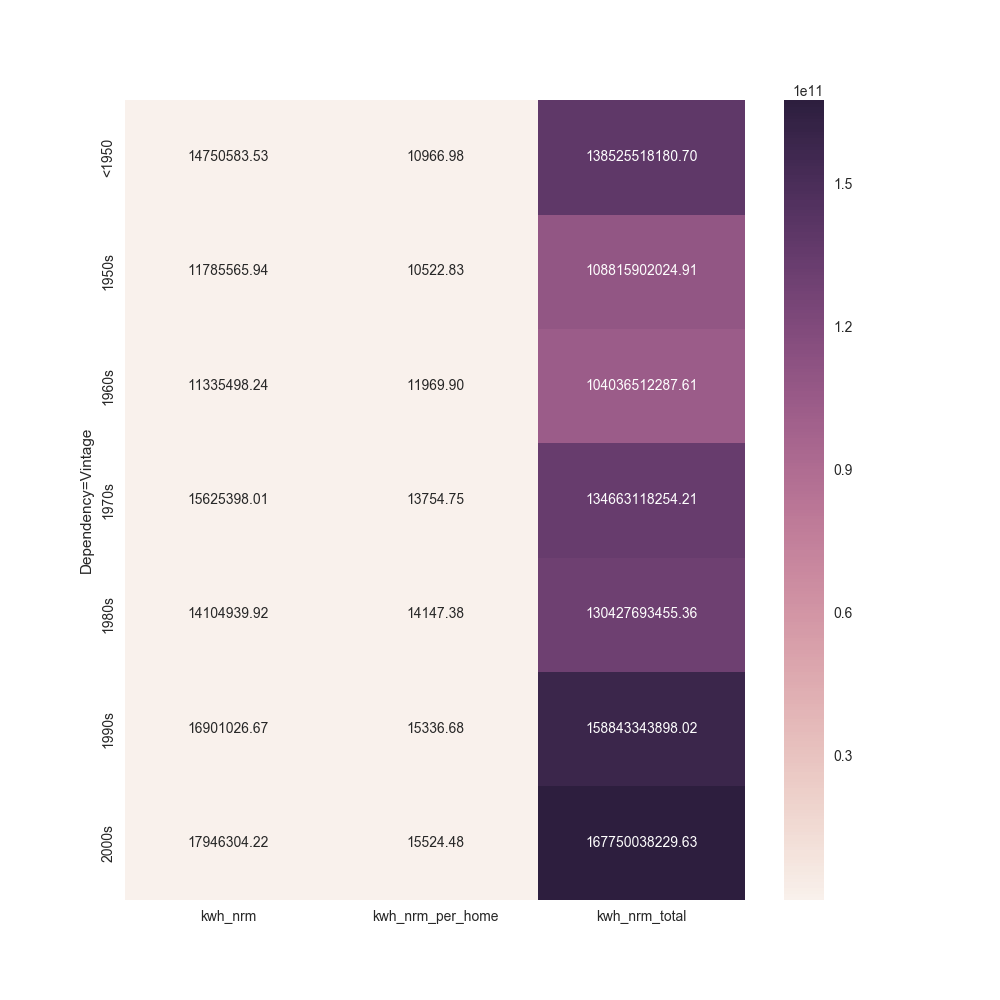 1e11
<1950 14750583.53 10966.98 138525518180.70
1.5
1950s 11785565.94 10522.83 108815902024.91
1.2
1960s 11335498.24 11969.90 104036512287.61
0.9
Dependency=Vintage
1970s 15625398.01 13754.75 134663118254.21
0.6
1980s 14104939.92 14147.38 130427693455.36
1990s 16901026.67 15336.68 158843343898.02
0.3
2000s 17946304.22 15524.48 167750038229.63
kwh_nrm kwh_nrm_per_home kwh_nrm_total